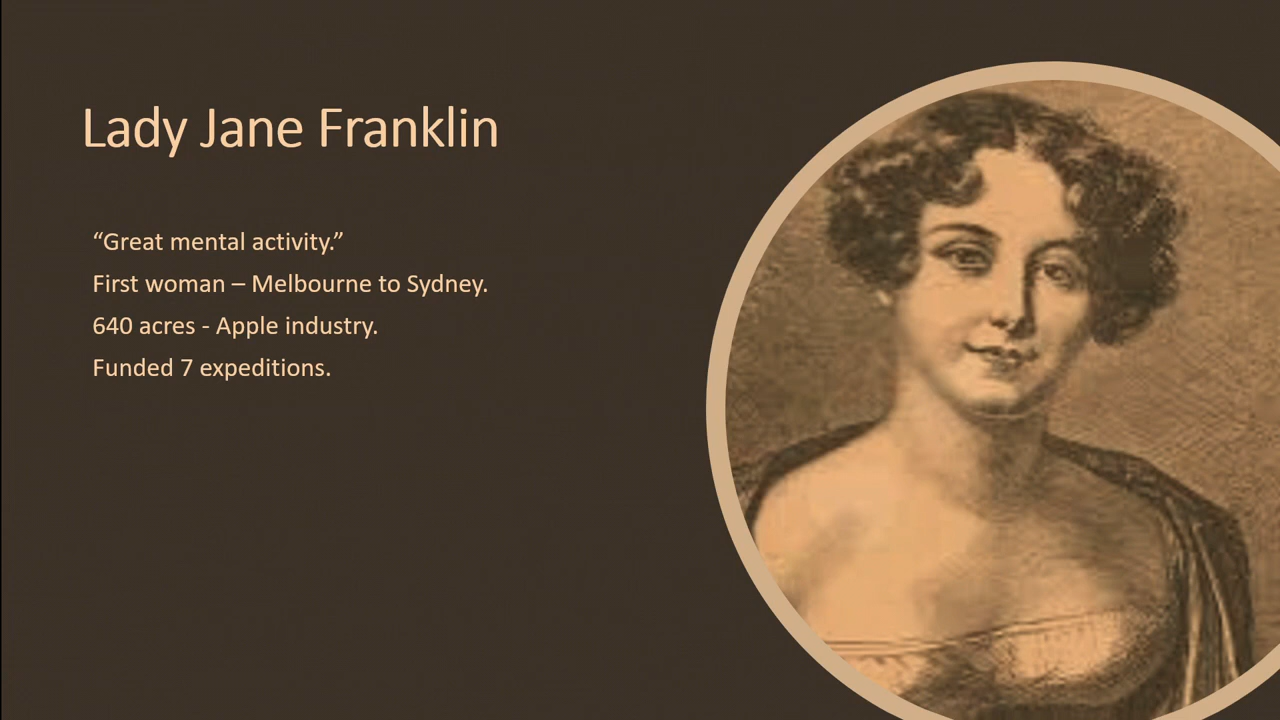 Lady Jane Franklin
“Great mental activity.”
First woman – Melbourne to Sydney.
640 acres - Apple industry.
Funded 7 expeditions.